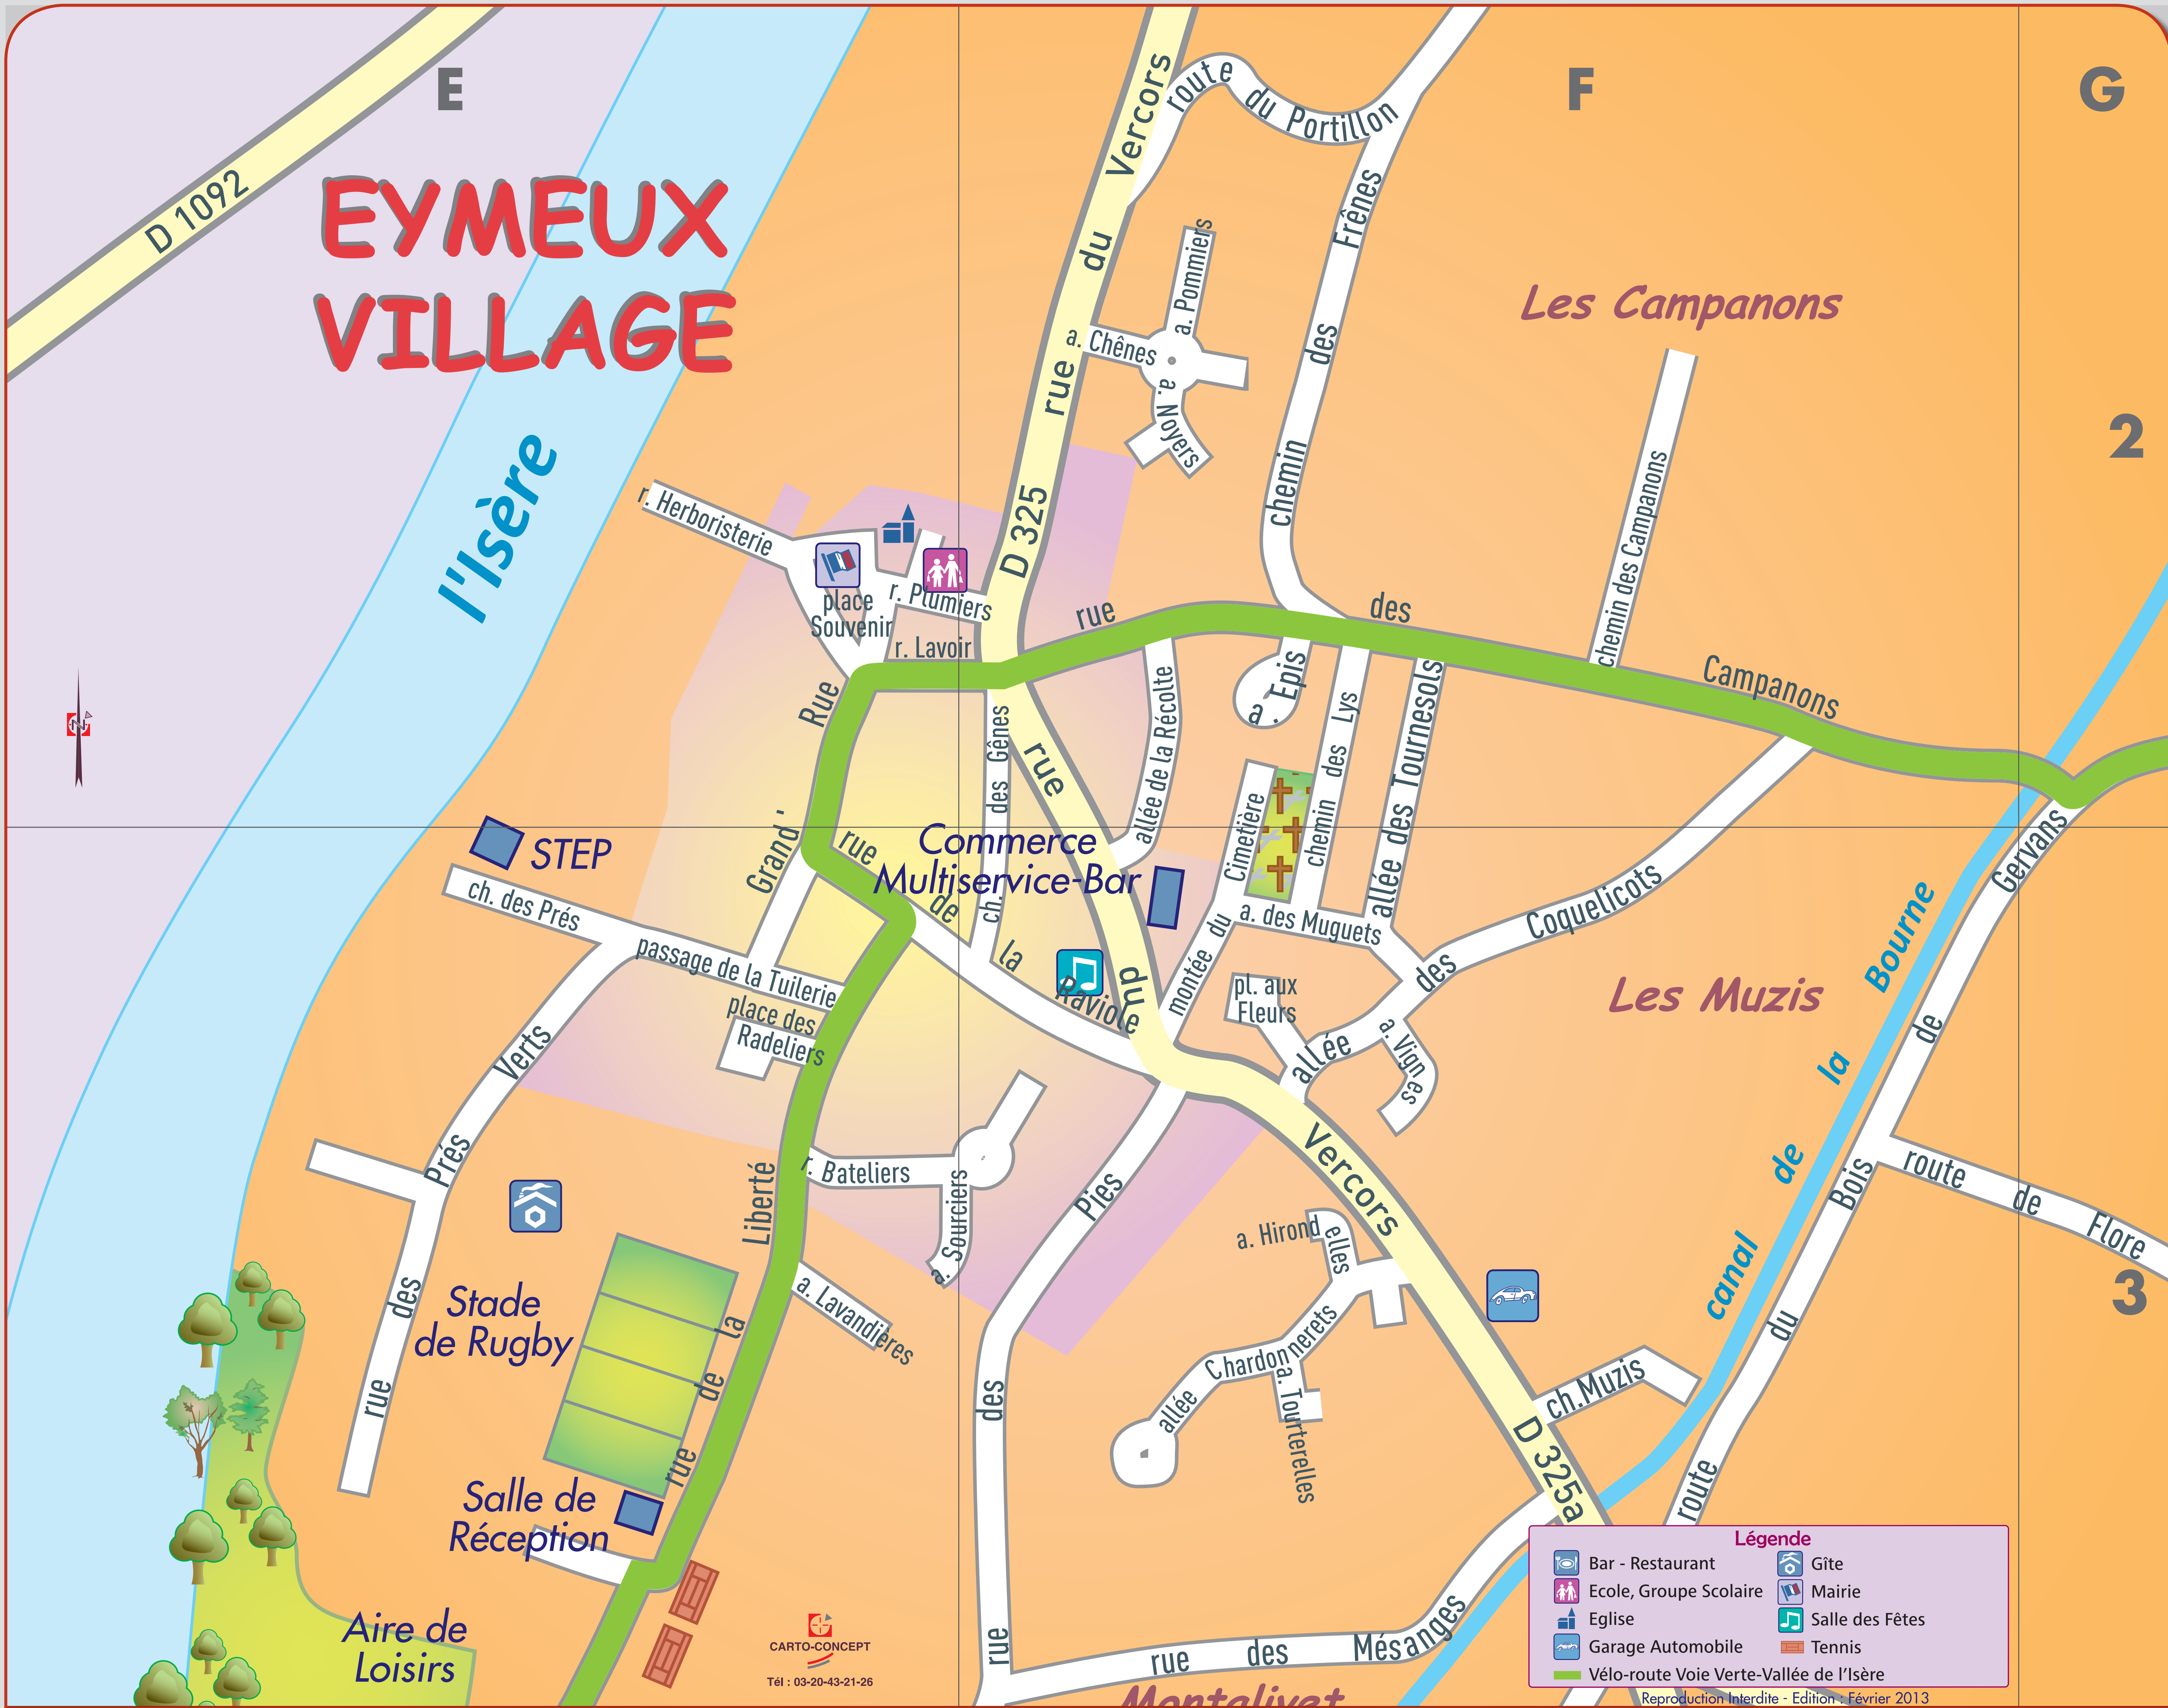 E
F
G
2
3
EYMEUX
VILLAGE
D 1092
l'Isère
rue du Vercors
D 325
route du Portillon
chemin des Frênes
a. Pommiers
a. Chênes
a. Noyers
Les Campanons
chemin des Campanons
r. Herboristerie
place
Souvenir
r. Plumiers
r. Lavoir
rue des Campanons
Rue
Grand '
ch. des Gênes
rue du Vercors
allée de la Récolte
a. Epis
chemin des Lys
allée des Tournesols
Cimetière
montée du
a. des Muguets
Commerce
Multiservice-Bar
STEP
ch. des Prés
passage de la Tuilerie
place des
Radeliers
rue de la Raviole
pl. aux
Fleurs
allée des Coquelicots
a. Vignes
Les Muzis
canal de la Bourne
route du Bois de Gervans
route de Flore
rue des Prés Verts
r. Bateliers
a. Sourciers
a. Lavandières
rue de la Liberté
rue des Pies
a. Hirondelles
allée Chardonnerets
a. Tourterelles
ch.Muzis
D 325a
Stade
de Rugby
Salle de
Réception
Aire de
Loisirs
rue des Mésanges
Montalivet
N
CARTO-CONCEPT
Tél : 03-20-43-21-26
Légende
Bar - Restaurant
Ecole, Groupe Scolaire
Eglise
Garage Automobile
Gîte
Mairie
Salle des Fêtes
Tennis
Vélo-route Voie Verte-Vallée de l'Isère
Reproduction Interdite - Edition : Février 2013